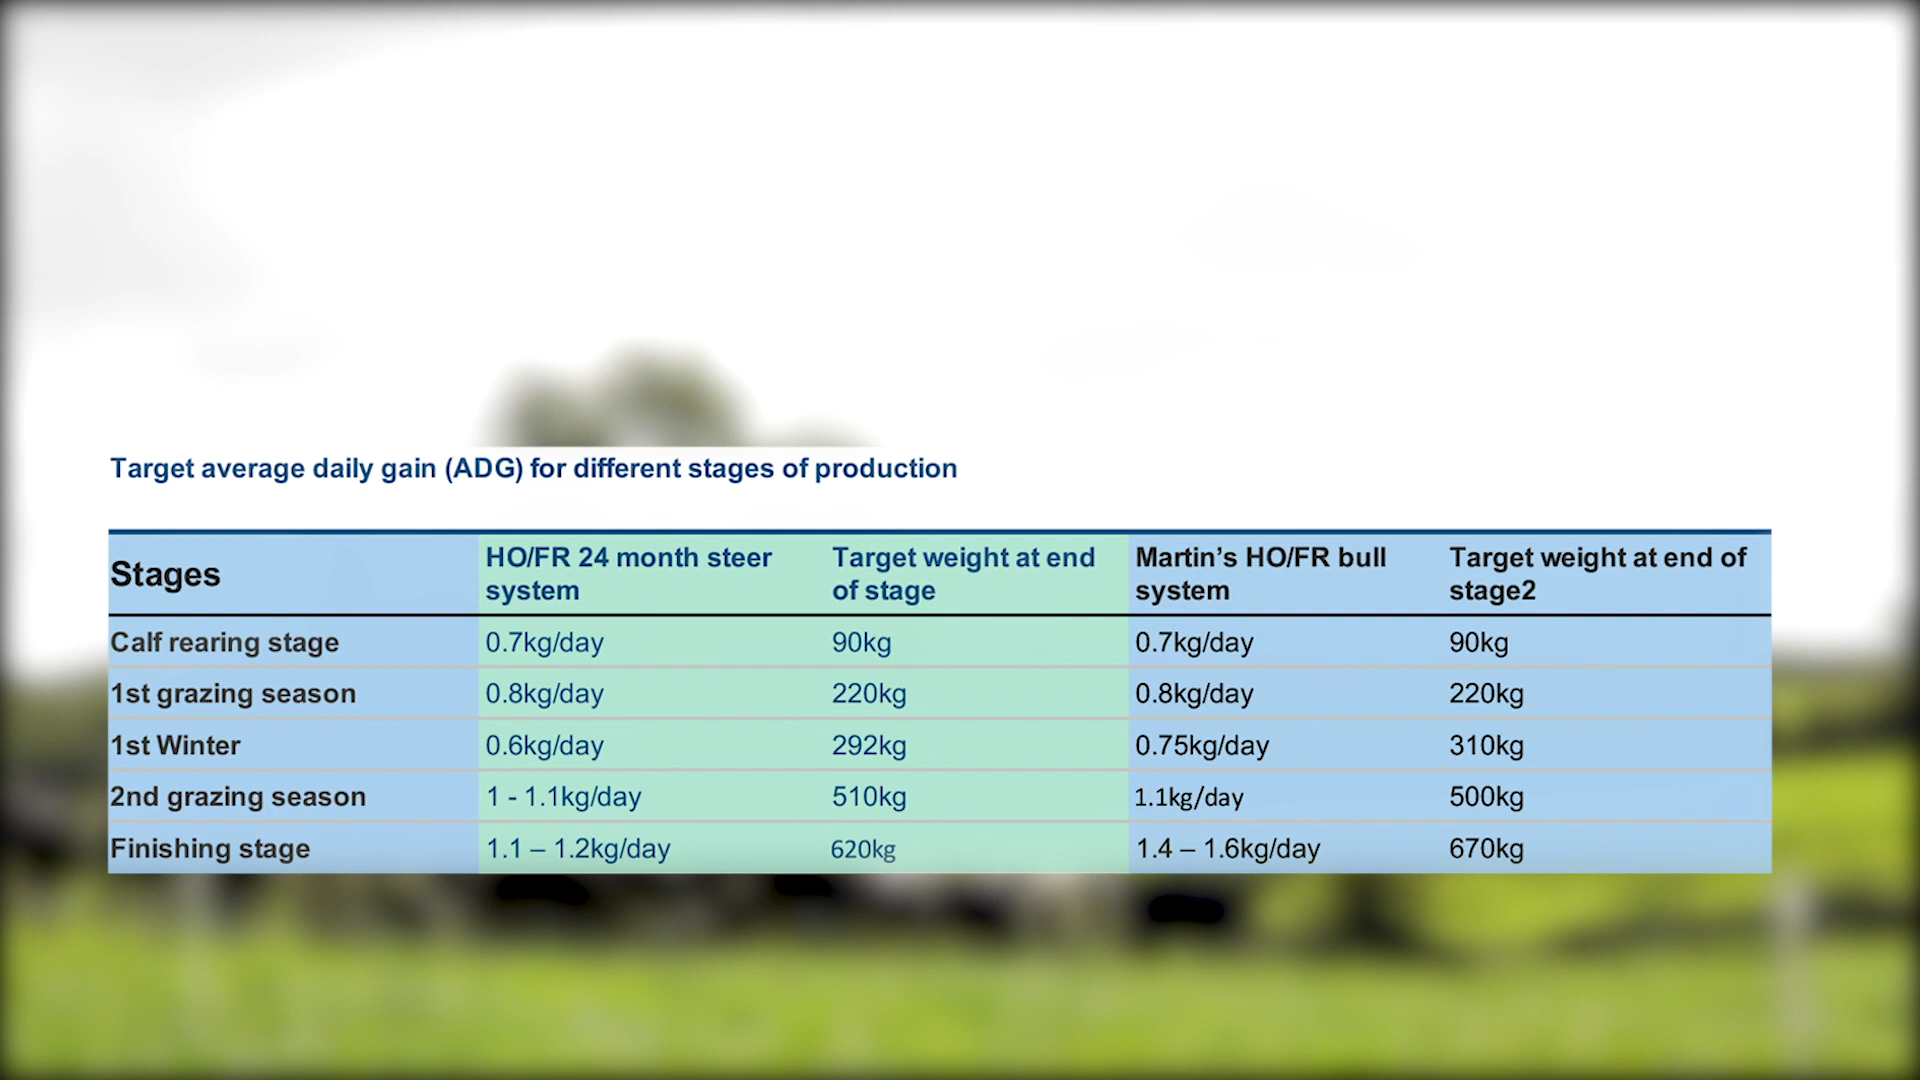 Target average daily gain (ADG) for different stages of production
Stages
HO/FR 24 month steer
system
Target weight at end
of stage
Martin's HO/FR bull
system
Target weight at end of
stage2
Calf rearing stage 0.7kg/day 90kg 0.7kg/day 90kg
1st grazing season 0.8kg/day 220kg 0.8kg/day 220kg
1st Winter 0.6kg/day 292kg 0.75kg/day 310kg
2nd grazing season 1 - 1.1kg/day 510kg 1.1kg/day 500kg
Finishing stage 1.1 – 1.2kg/day 620kg 1.4 – 1.6kg/day 670kg